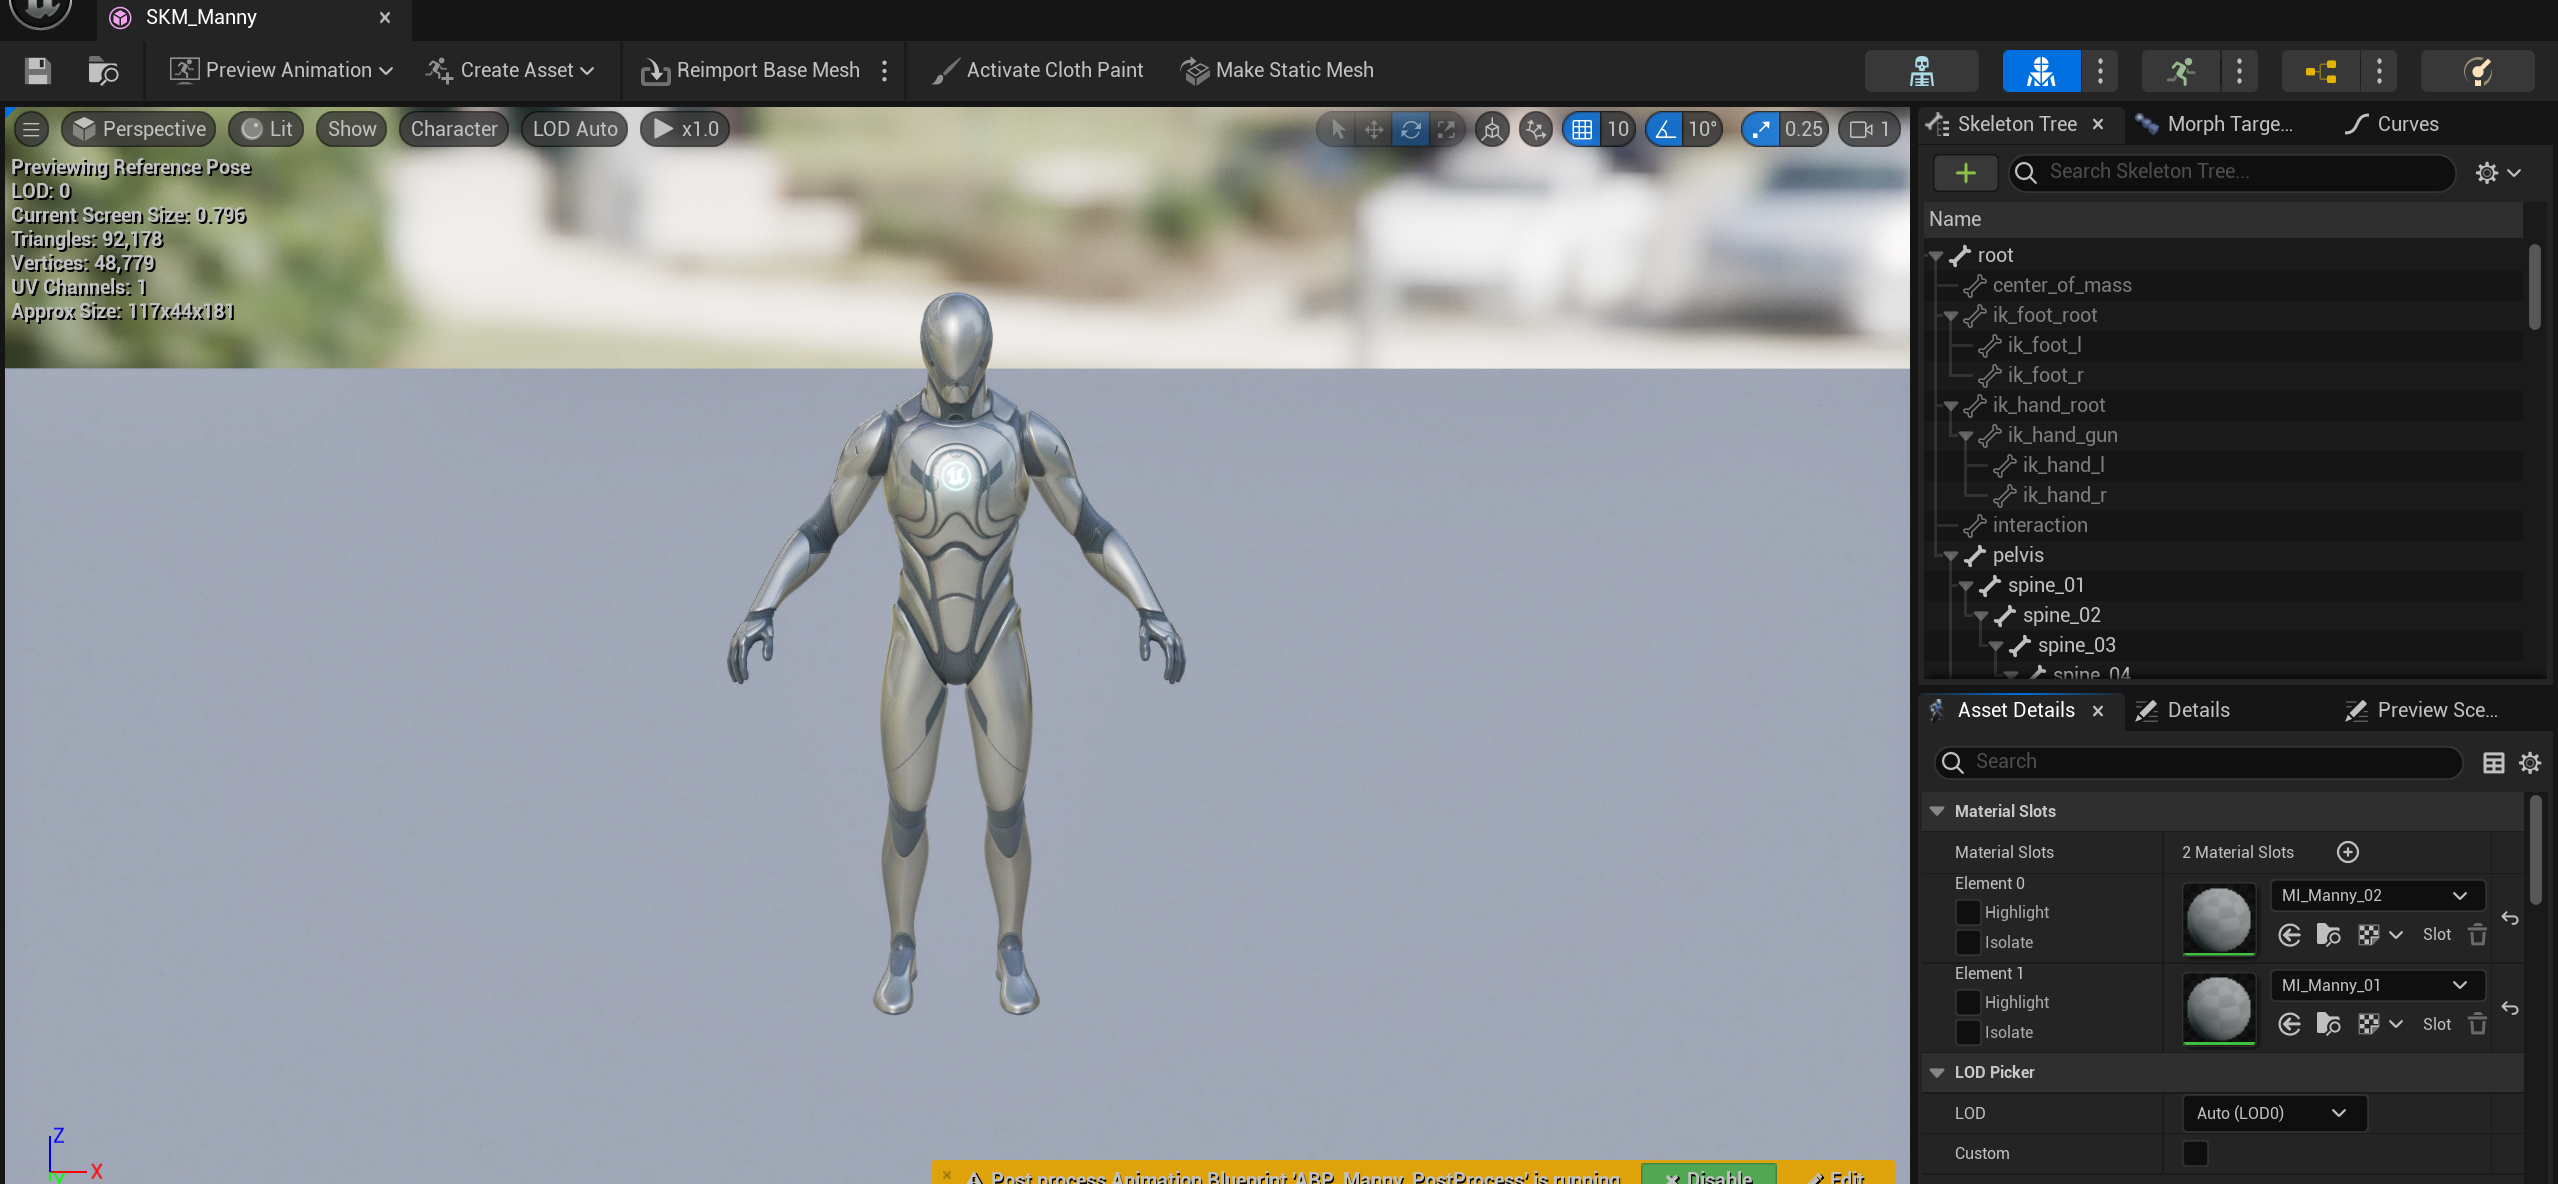 SKM_Manny
Preview Animation
Create Asset
Reimport Base Mesh
Activate Cloth Paint
Make Static Mesh
Perspective
Lit
Show
Character
LOD Auto
x1.0
10
10°
0.25
1
Previewing Reference Pose
LOD: 0
Current Screen Size: 0.796
Triangles: 92,178
Vertices: 48,779
UV Channels: 1
Approx Size: 117x44x181
Z
X
Y
Post process Animation Blueprint 'ABP_Manny_PostProcess' is running.
Disable
Edit
Skeleton Tree
Morph Targe...
Curves
Search Skeleton Tree...
Name
root
center_of_mass
ik_foot_root
ik_foot_l
ik_foot_r
ik_hand_root
ik_hand_gun
ik_hand_l
ik_hand_r
interaction
pelvis
spine_01
spine_02
spine_03
spine_04
Asset Details
Details
Preview Sce...
Search
Material Slots
Material Slots
2 Material Slots
Element 0
Highlight
Isolate
MI_Manny_02
Slot
Element 1
Highlight
Isolate
MI_Manny_01
Slot
LOD Picker
LOD
Auto (LOD0)
Custom